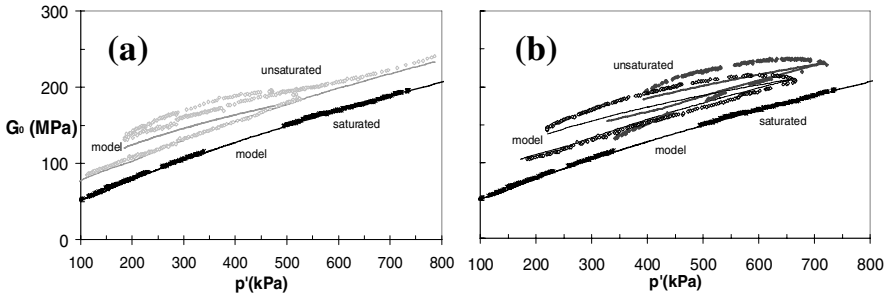 300
(a)
(b)
unsaturated
unsaturated
200
G₀ (MPa)
model
saturated
model
saturated
100
model
model
0
100 200 300 400 500 600 700 800
100 200 300 400 500 600 700 800
p'(kPa)
p'(kPa)